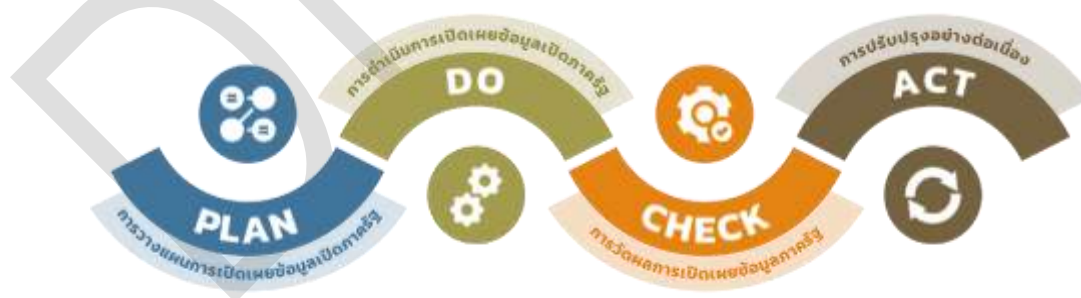 PLAN
การวางแผนการเปิดเผยข้อมูลเปิดภาครัฐ
การดำเนินการเปิดเผยข้อมูลเปิดภาครัฐ
DO
CHECK
การวัดผลการเปิดเผยข้อมูลภาครัฐ
การปรับปรุงอย่างต่อเนื่อง
ACT